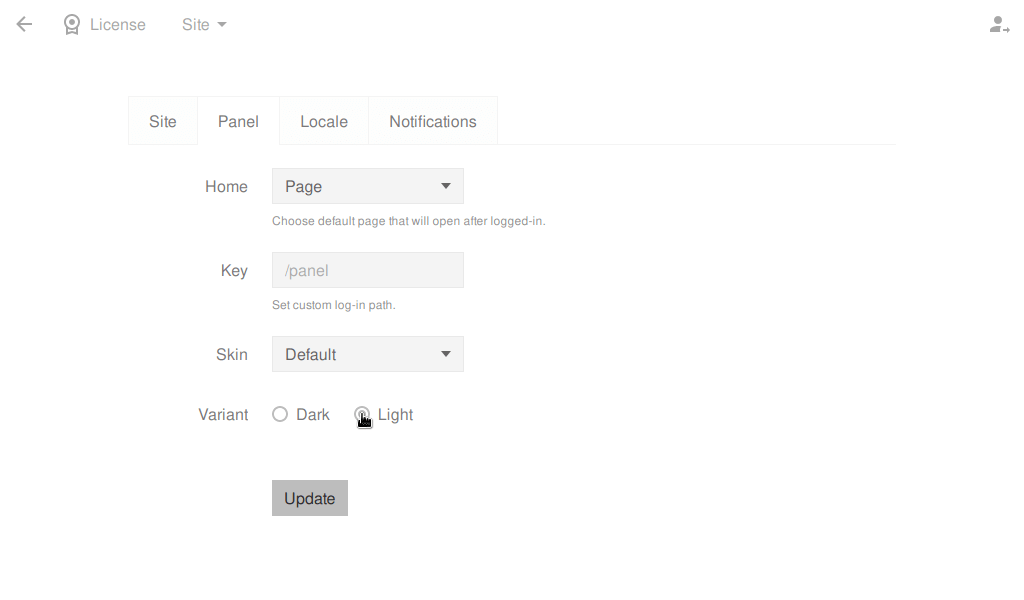 License Site
Site Panel Locale Notifications
Home Page
Choose default page that will open after logged-in.
Key /panel
Set custom log-in path.
Skin Default
Variant Dark Light
Update